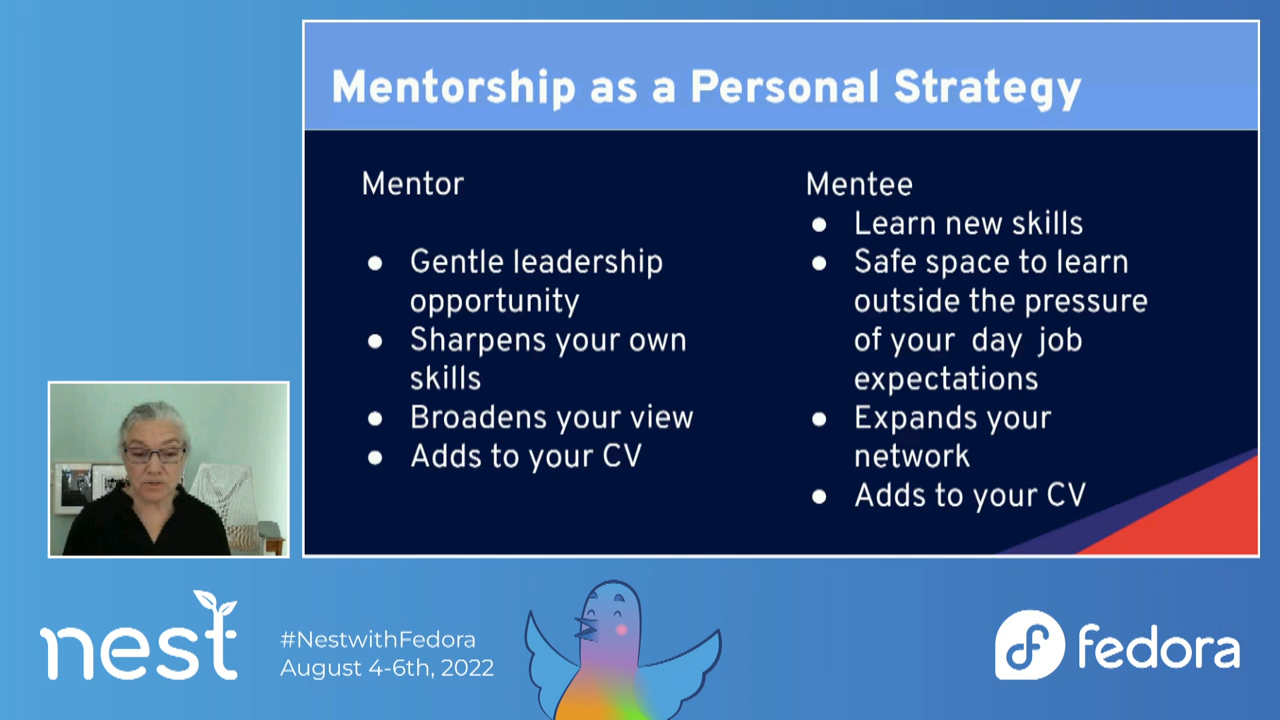 Mentorship as a Personal Strategy
Mentor
● Gentle leadership
opportunity
● Sharpens your own
skills
● Broadens your view
● Adds to your CV
Mentee
● Learn new skills
● Safe space to learn
outside the pressure
of your day job
expectations
● Expands your
network
● Adds to your CV
nest
#NestwithFedora
August 4-6th, 2022
fedora